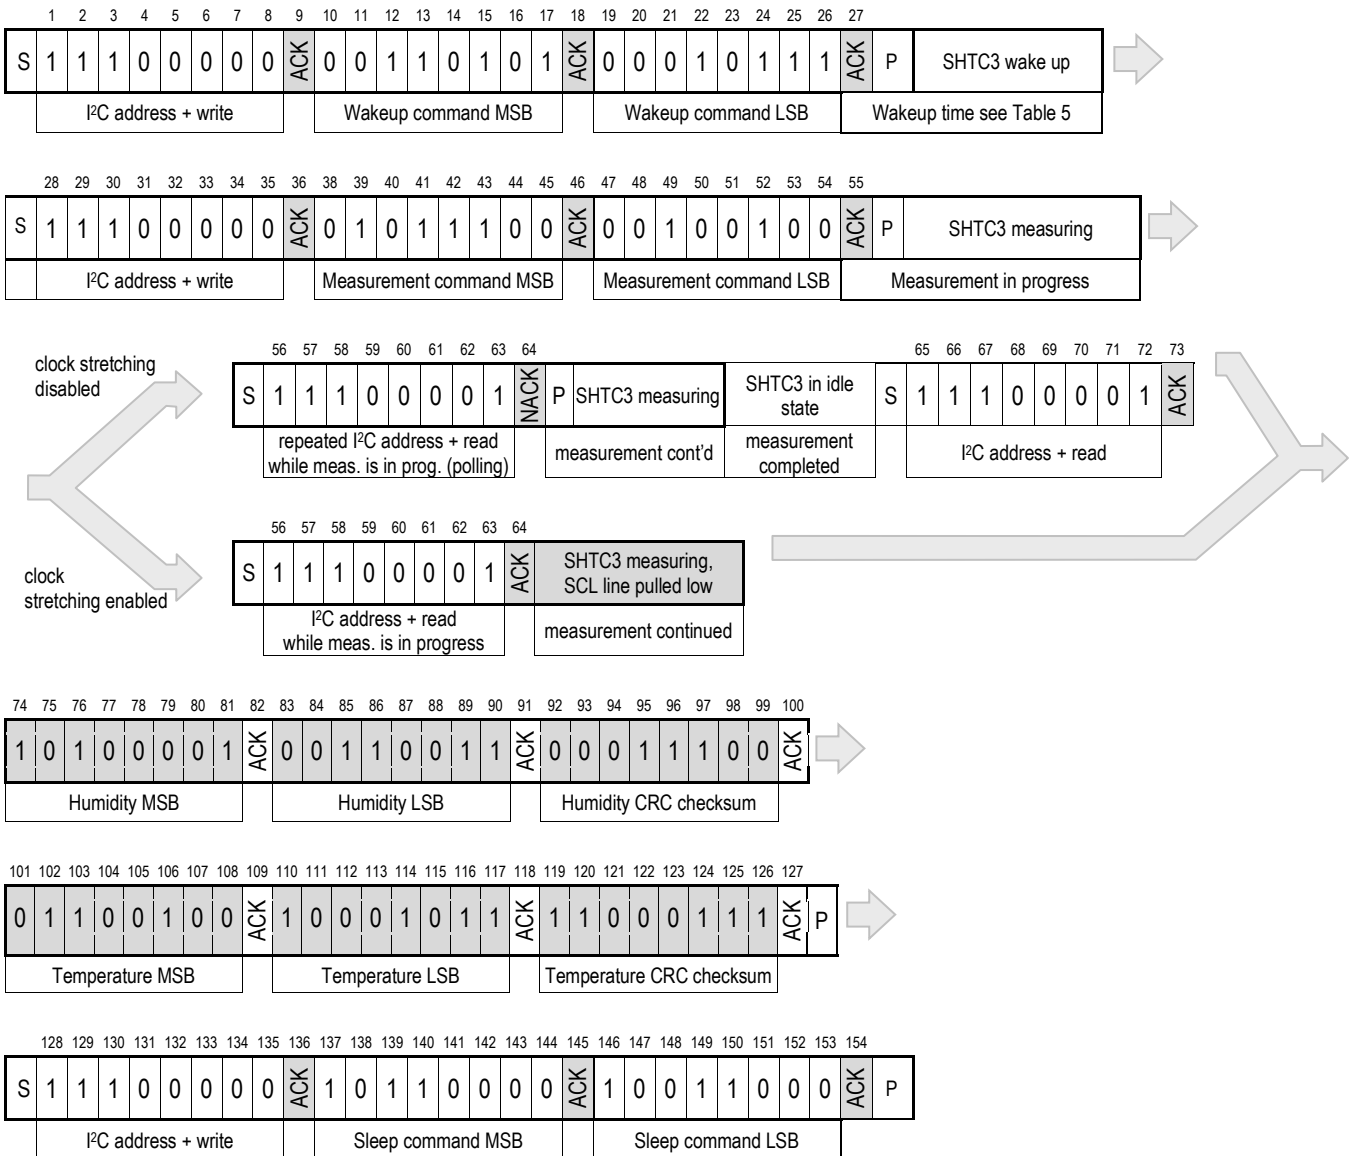 1 2 3 4 5 6 7 8 9 10 11 12 13 14 15 16 17 18 19 20 21 22 23 24 25 26 27
S 1 1 1 0 0 0 0 0 ACK 0 0 1 1 0 1 0 1 ACK 0 0 0 1 0 1 1 1 ACK P SHTC3 wake up
I²C address + write Wakeup command MSB Wakeup command LSB Wakeup time see Table 5
28 29 30 31 32 33 34 35 36 38 39 40 41 42 43 44 45 46 47 48 49 50 51 52 53 54 55
S 1 1 1 0 0 0 0 0 ACK 0 1 0 1 1 1 0 0 ACK 0 0 1 0 0 1 0 0 ACK P SHTC3 measuring
I²C address + write Measurement command MSB Measurement command LSB Measurement in progress
clock stretching
disabled
56 57 58 59 60 61 62 63 64 65 66 67 68 69 70 71 72 73
S 1 1 1 0 0 0 0 1 NACK P SHTC3 measuring SHTC3 in idle
state S 1 1 1 0 0 0 0 1 ACK
repeated I²C address + read
while meas. is in prog. (polling)
measurement cont'd
measurement
completed
I²C address + read
clock
stretching enabled
56 57 58 59 60 61 62 63 64
S 1 1 1 0 0 0 0 1 ACK SHTC3 measuring,
SCL line pulled low
I²C address + read
while meas. is in progress
measurement continued
74 75 76 77 78 79 80 81 82 83 84 85 86 87 88 89 90 91 92 93 94 95 96 97 98 99 100
1 0 1 0 0 0 0 1 ACK 0 0 1 1 0 0 1 1 ACK 0 0 0 1 1 1 0 0 ACK
Humidity MSB Humidity LSB Humidity CRC checksum
101 102 103 104 105 106 107 108 109 110 111 112 113 114 115 116 117 118 119 120 121 122 123 124 125 126 127
0 1 1 0 0 1 0 0 ACK 1 0 0 0 1 0 1 1 ACK 1 1 0 0 0 1 1 1 ACK P
Temperature MSB Temperature LSB Temperature CRC checksum
128 129 130 131 132 133 134 135 136 137 138 139 140 141 142 143 144 145 146 147 148 149 150 151 152 153 154
S 1 1 1 0 0 0 0 0 ACK 1 0 1 1 0 0 0 0 ACK 1 0 0 1 1 0 0 0 ACK P
I²C address + write Sleep command MSB Sleep command LSB